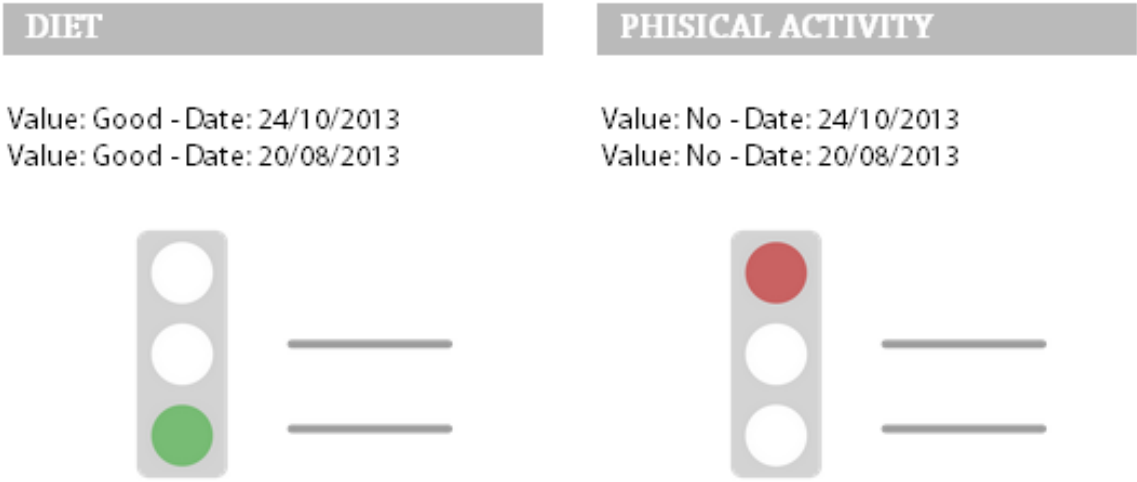 DIET
Value: Good - Date: 24/10/2013
Value: Good - Date: 20/08/2013
PHISICAL ACTIVITY
Value: No - Date: 24/10/2013
Value: No - Date: 20/08/2013